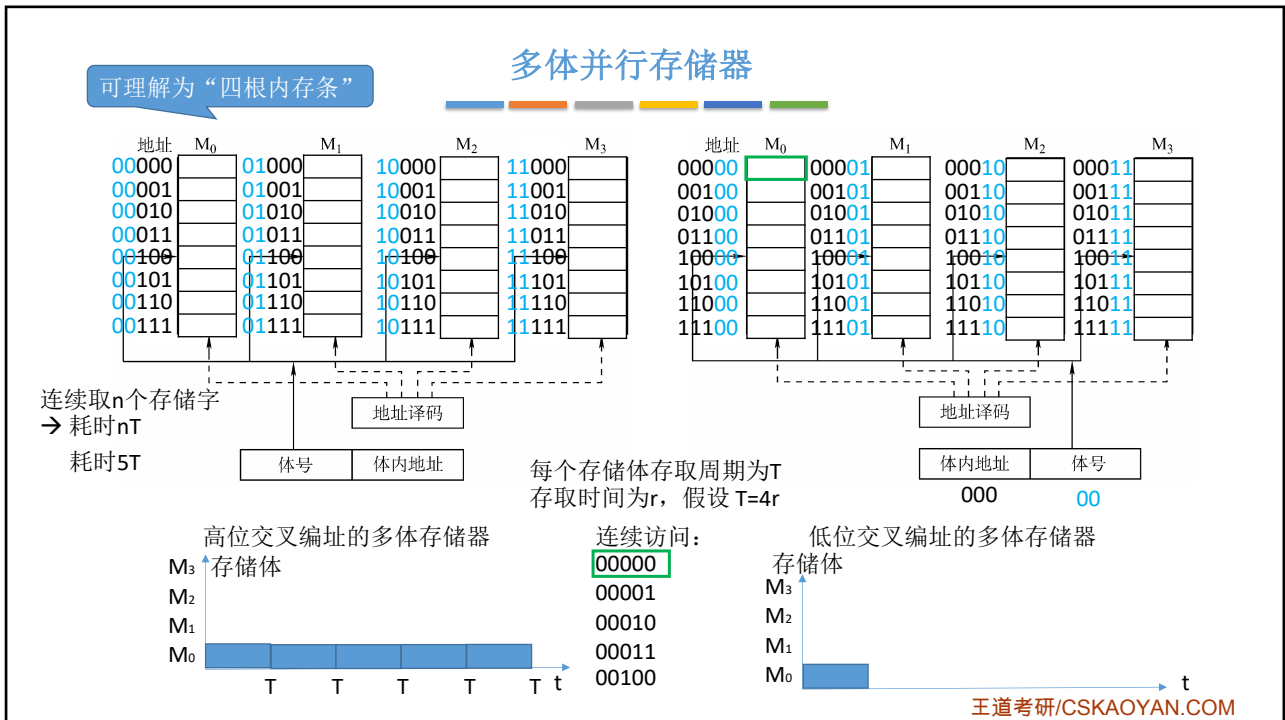 多体并行存储器
可理解为“四根内存条”
地址 M0 M1 M2 M3
00000 01000 10000 11000
00001 01001 10001 11001
00010 01010 10010 11010
00011 01011 10011 11011
00100 01100 10100 11100
00101 01101 10101 11101
00110 01110 10110 11110
00111 01111 10111 11111
地址译码
体号 体内地址
连续取n个存储字
→ 耗时nT
耗时5T
地址 M0 M1 M2 M3
00000 00001 00010 00011
00100 00101 00110 00111
01000 01001 01010 01011
01100 01101 01110 01111
10000 10001 10010 10011
10100 10101 10110 10111
11000 11001 11010 11011
11100 11101 11110 11111
地址译码
体内地址 体号
000 00
每个存储体存取周期为T
存取时间为r，假设 T=4r
高位交叉编址的多体存储器
存储体
M3
M2
M1
M0
T T T T T t
连续访问：
00000
00001
00010
00011
00100
低位交叉编址的多体存储器
存储体
M3
M2
M1
M0
t
王道考研/CSKAOYAN.COM